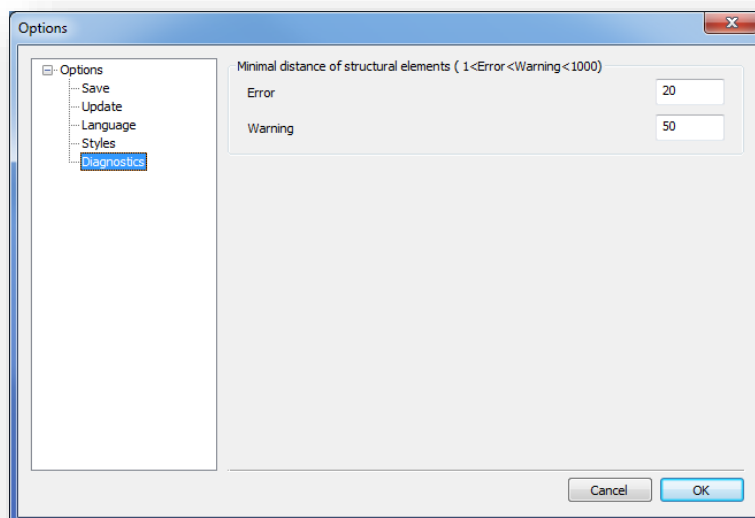 Options
Options
Save
Update
Language
Styles
Diagnostics
Minimal distance of structural elements ( 1<Error<Warning<1000)
Error 20
Warning 50
Cancel OK